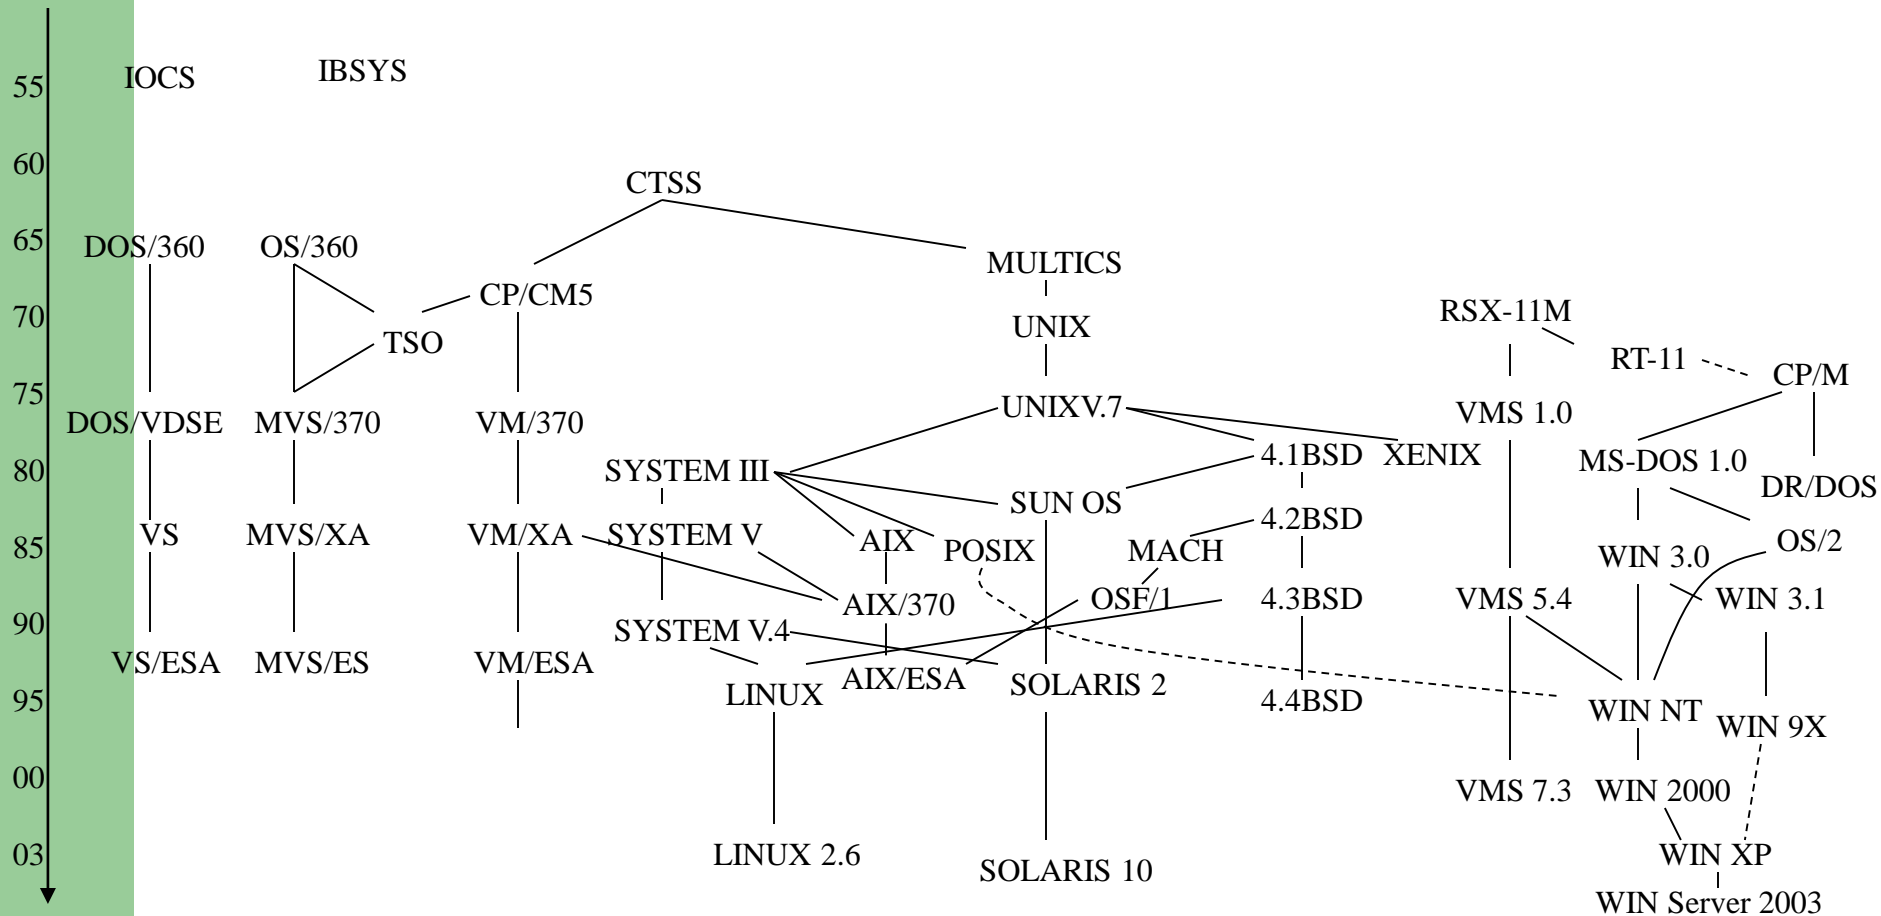 55
IOCS
IBSYS
60
CTSS
65
DOS/360
OS/360
MULTICS
CP/CM5
70
RSX-11M
UNIX
TSO
RT-11
CP/M
75
UNIXV.7
VMS 1.0
DOS/VDSE
MVS/370
VM/370
4.1BSD
XENIX
MS-DOS 1.0
80
SYSTEM III
DR/DOS
SUN OS
4.2BSD
VS
MVS/XA
VM/XA
SYSTEM V
AIX
OS/2
85
POSIX
MACH
WIN 3.0
OSF/1
4.3BSD
VMS 5.4
WIN 3.1
AIX/370
90
SYSTEM V.4
VS/ESA
MVS/ES
VM/ESA
AIX/ESA
SOLARIS 2
LINUX
95
4.4BSD
WIN NT
WIN 9X
00
VMS 7.3
WIN 2000
03
LINUX 2.6
WIN XP
SOLARIS 10
WIN Server 2003